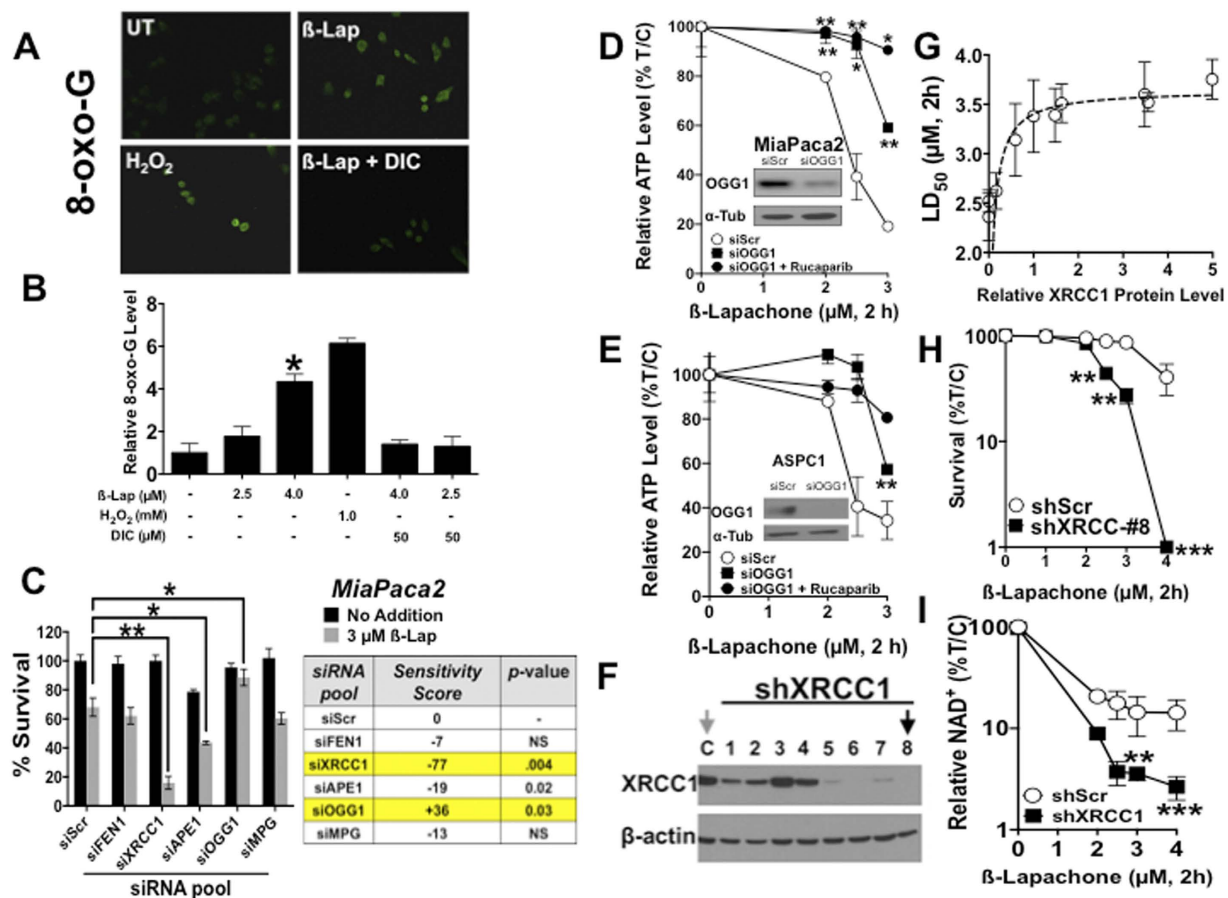 A
8-oxo-G
UT
ß-Lap
H₂O₂
ß-Lap + DIC
B
Relative 8-oxo-G Level
8
6
4
2
0
*
ß-Lap (µM) - 2.5 4.0 - 4.0 2.5
H₂O₂ (mM) - - - 1.0 - -
DIC (µM) - - - - 50 50
C
MiaPaca2
No Addition
3 µM ß-Lap
% Survival
120
100
80
60
40
20
0
*
*
**
siScr
siFEN1
siXRCC1
siAPE1
siOGG1
siMPG
siRNA pool
siRNA pool Sensitivity Score p-value
siScr 0 -
siFEN1 -7 NS
siXRCC1 -77 .004
siAPE1 -19 0.02
siOGG1 +36 0.03
siMPG -13 NS
D
Relative ATP Level (% T/C)
100
80
60
40
20
0
** ** *
** *
**
MiaPaca2
siScr siOGG1
OGG1
α-Tub
siScr
siOGG1
siOGG1 + Rucaparib
0 1 2 3
ß-Lapachone (µM, 2 h)
E
Relative ATP Level (%T/C)
100
80
60
40
20
0
**
ASPC1
siScr siOGG1
OGG1
α-Tub
siScr
siOGG1
siOGG1 + Rucaparib
0 1 2 3
ß-Lapachone (µM, 2 h)
F
shXRCC1
C 1 2 3 4 5 6 7 8
XRCC1
β-actin
G
LD₅₀ (µM, 2h)
4.0
3.5
3.0
2.5
2.0
0 1 2 3 4 5
Relative XRCC1 Protein Level
H
Survival (%T/C)
100
10
1
**
**
***
shScr
shXRCC-#8
0 1 2 3 4
ß-Lapachone (µM, 2h)
I
Relative NAD⁺ (%T/C)
100
10
1
**
***
shScr
shXRCC1
0 1 2 3 4
ß-Lapachone (µM, 2h)